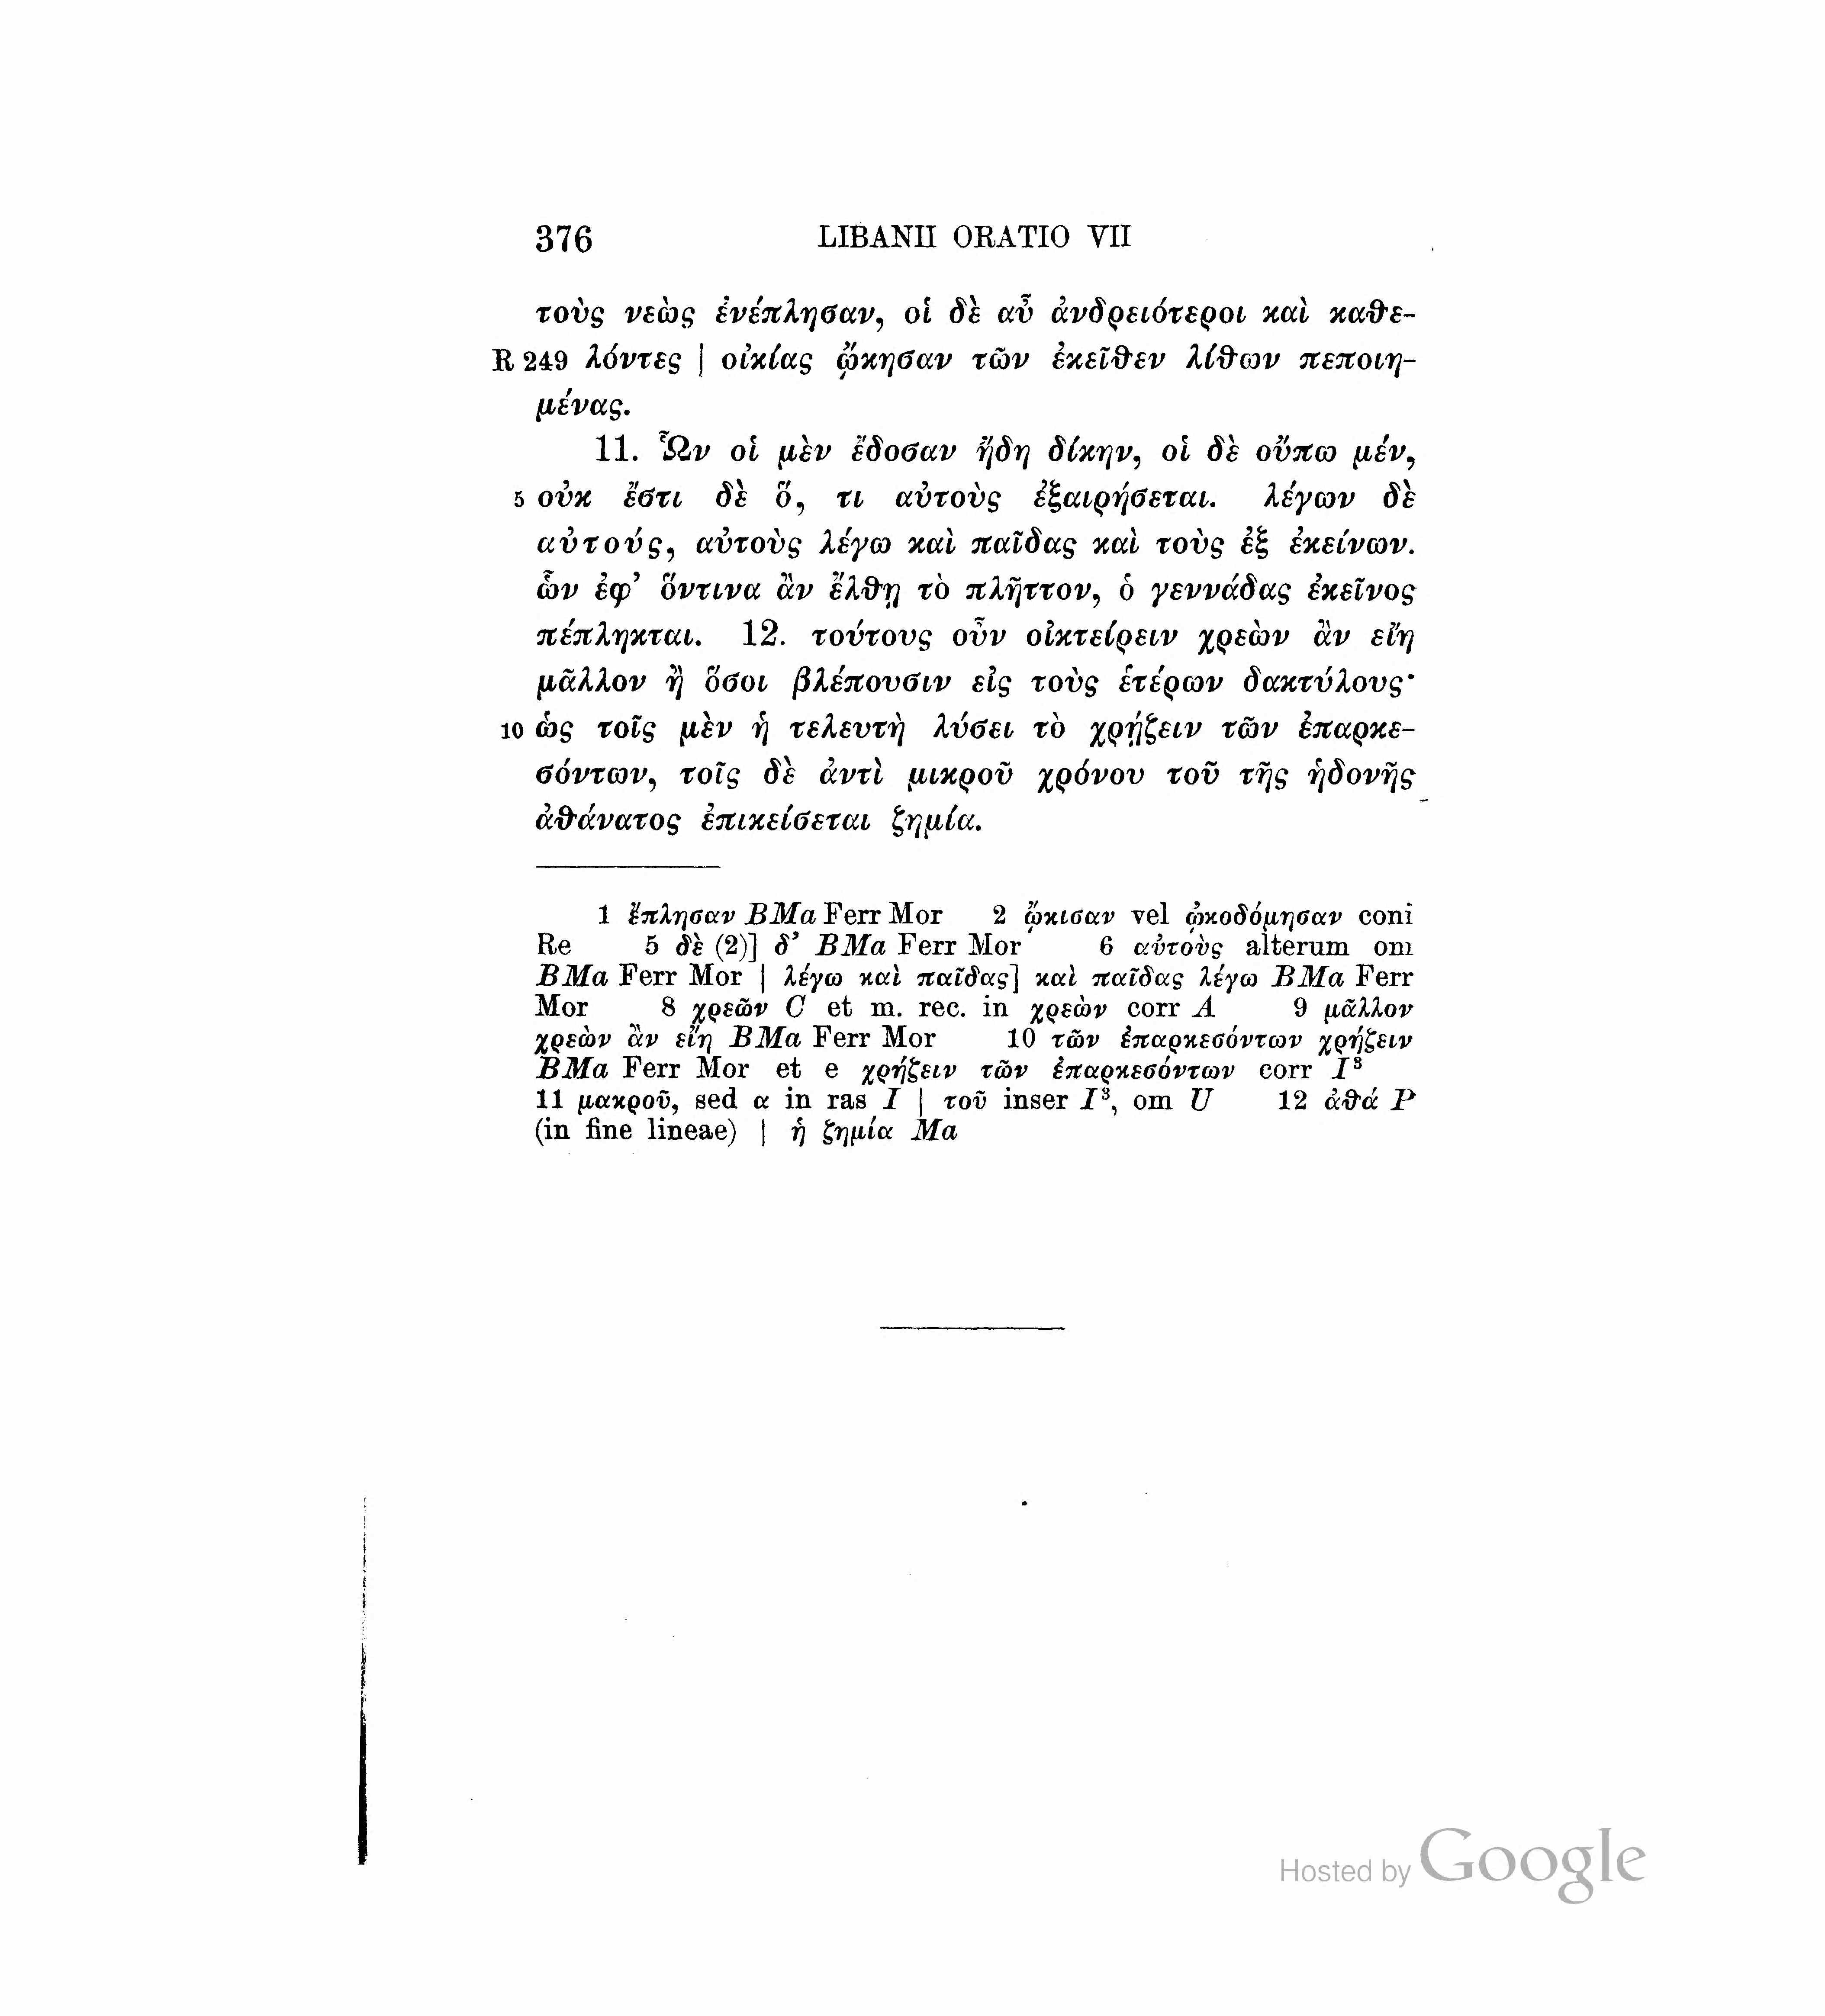 376 LIBANII ORATIO VII
τοὺς νεὼς ἐνέπλησαν, οἱ δὲ αὖ ἀνδρειότεροι καὶ καθε-
R 249 λόντες | οἰκίας ᾤκησαν τῶν ἐκεῖθεν λίθων πεποιη-
μένας.
11. Ὧν οἱ μὲν ἔδοσαν ἤδη δίκην, οἱ δὲ οὔπω μέν,
5 οὐκ ἔστι δὲ ὅ, τι αὐτοὺς ἐξαιρήσεται. λέγων δὲ
αὐτούς, αὐτοὺς λέγω καὶ παῖδας καὶ τοὺς ἐξ ἐκείνων.
ὧν ἐφ’ ὅντινα ἂν ἔλθῃ τὸ πλῆττον, ὁ γεννάδας ἐκεῖνος
πέπληκται. 12. τούτους οὖν οἰκτείρειν χρεὼν ἂν εἴη
μᾶλλον ἢ ὅσοι βλέπουσιν εἰς τοὺς ἑτέρων δακτύλους·
10 ὡς τοῖς μὲν ἡ τελευτὴ λύσει τὸ χρῄζειν τῶν ἐπαρκε-
σόντων, τοῖς δὲ ἀντὶ μικροῦ χρόνου τοῦ τῆς ἡδονῆς
ἀθάνατος ἐπικείσεται ζημία.
1 ἔπλησαν BMa Ferr Mor 2 ᾤκισαν vel ᾠκοδόμησαν coni
Re 5 δὲ (2)] δ’ BMa Ferr Mor 6 αὐτοὺς alterum om
BMa Ferr Mor | λέγω καὶ παῖδας] καὶ παῖδας λέγω BMa Ferr
Mor 8 χρεῶν C et m. rec. in χρεὼν corr A 9 μᾶλλον
χρεὼν ἂν εἴη BMa Ferr Mor 10 τῶν ἐπαρκεσόντων χρήζειν
BMa Ferr Mor et e χρήζειν τῶν ἐπαρκεσόντων corr I³
11 μακροῦ, sed α in ras I | τοῦ inser I³, om U 12 ἀθά P
(in fine lineae) | ἡ ζημία Ma
Hosted by Google